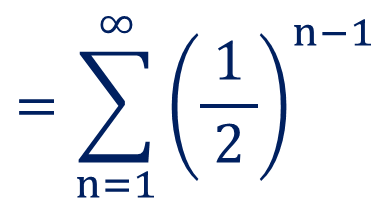 = ∑_{n=1}^{∞} (1/2)^{n−1}